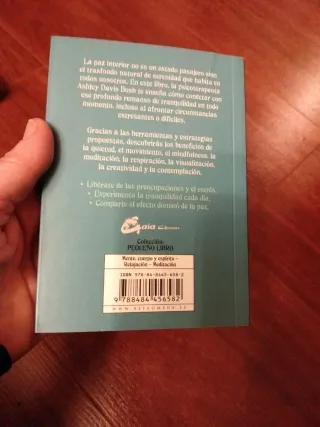 La paz interior no es un estado pasajero sino
el trasfondo natural de serenidad que habita en
todos nosotros. En este libro, la psicoterapeuta
Ashley Davis Bush te enseña cómo conectar con
ese profundo remanso de tranquilidad en todo
momento, incluso al afrontar circunstancias
estresantes o difíciles.
Gracias a las herramientas y estrategias
propuestas, descubrirás los beneficios de
la quietud, el movimiento, el mindfulness, la
meditación, la respiración, la visualización,
la creatividad y la contemplación.
• Libérate de las preocupaciones y el estrés.
• Experimenta la tranquilidad cada día.
• Comparte el efecto dominó de tu paz.
Gaia Ediciones
Colección:
PEQUEÑO LIBRO
Mente, cuerpo y espíritu –
Relajación – Meditación
ISBN 978-84-8445-658-2
9 788484 456582